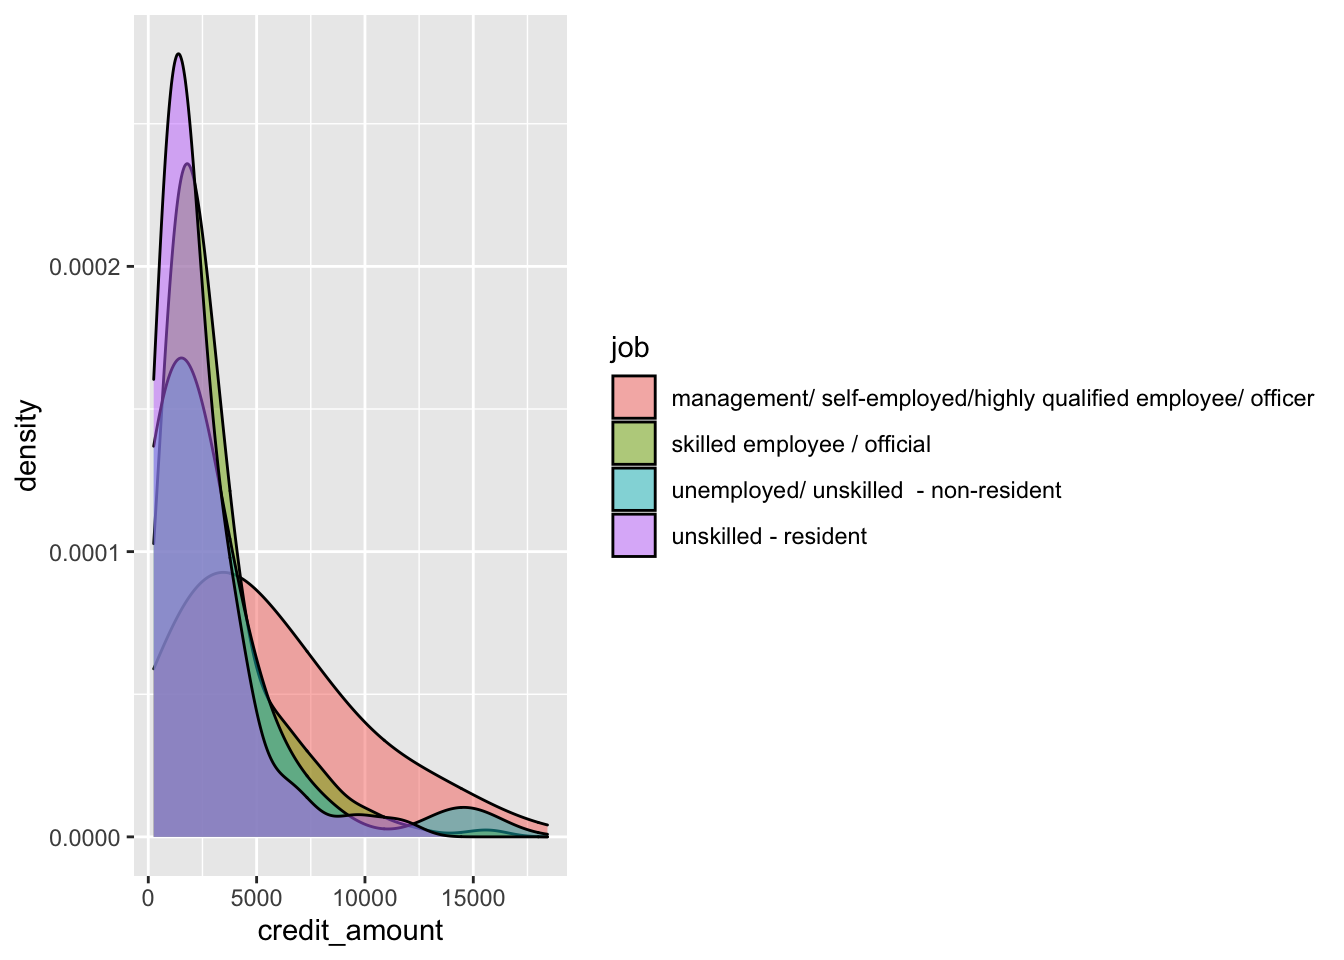 density
0.0002
0.0001
0.0000
0 5000 10000 15000
credit_amount
job
management/ self-employed/highly qualified employee/ officer
skilled employee / official
unemployed/ unskilled  - non-resident
unskilled - resident